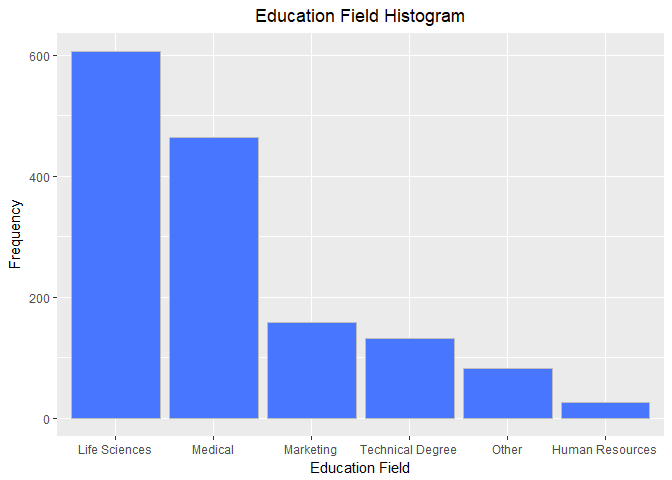 Education Field Histogram
Frequency
600
400
200
0
Life Sciences Medical Marketing Technical Degree Other Human Resources
Education Field